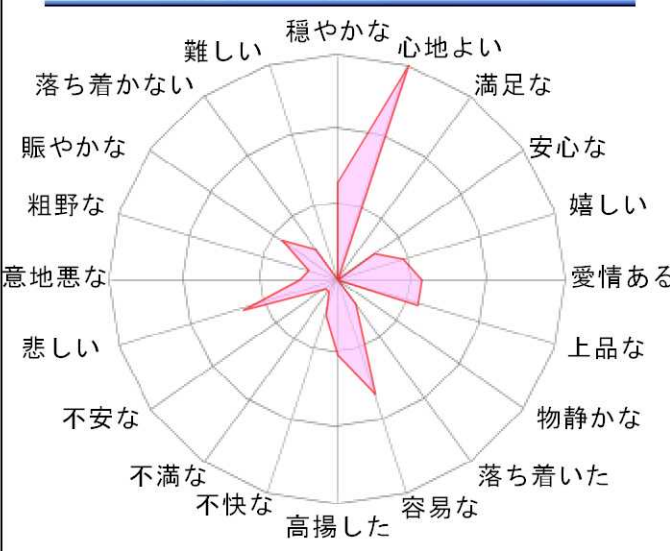 穏やかな
心地よい
満足な
安心な
嬉しい
愛情ある
上品な
物静かな
落ち着いた
容易な
高揚した
不快な
不満な
不安な
悲しい
意地悪な
粗野な
賑やかな
落ち着かない
難しい